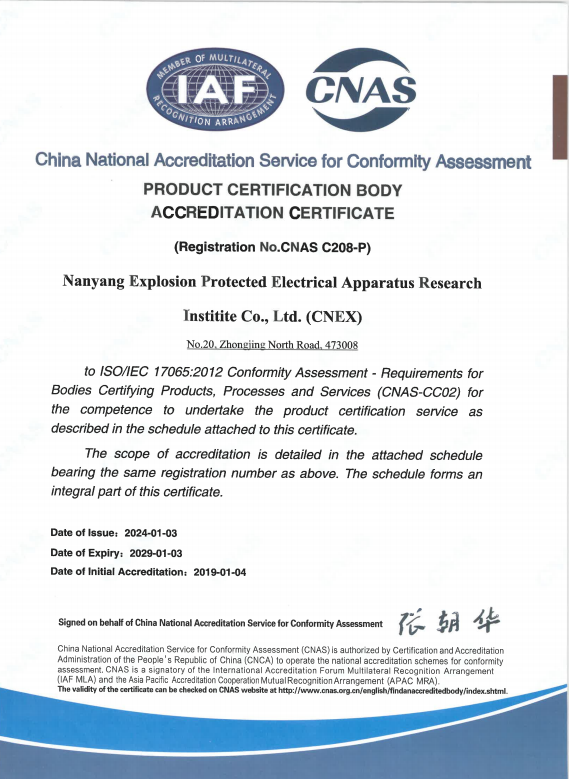 MEMBER OF MULTILATERAL
IAF
RECOGNITION ARRANGEMENT
CNAS
China National Accreditation Service for Conformity Assessment
PRODUCT CERTIFICATION BODY
ACCREDITATION CERTIFICATE
(Registration No.CNAS C208-P)
Nanyang Explosion Protected Electrical Apparatus Research
Institite Co., Ltd. (CNEX)
No.20, Zhongjing North Road, 473008
to ISO/IEC 17065:2012 Conformity Assessment - Requirements for
Bodies Certifying Products, Processes and Services (CNAS-CC02) for
the competence to undertake the product certification service as
described in the schedule attached to this certificate.
The scope of accreditation is detailed in the attached schedule
bearing the same registration number as above. The schedule forms an
integral part of this certificate.
Date of Issue：2024-01-03
Date of Expiry：2029-01-03
Date of Initial Accreditation：2019-01-04
Signed on behalf of China National Accreditation Service for Conformity Assessment 张朝华
China National Accreditation Service for Conformity Assessment (CNAS) is authorized by Certification and Accreditation
Administration of the People's Republic of China (CNCA) to operate the national accreditation schemes for conformity
assessment. CNAS is a signatory of the International Accreditation Forum Multilateral Recognition Arrangement
(IAF MLA) and the Asia Pacific Accreditation Cooperation Mutual Recognition Arrangement (APAC MRA).
The validity of the certificate can be checked on CNAS website at http://www.cnas.org.cn/english/findanaccreditedbody/index.shtml.